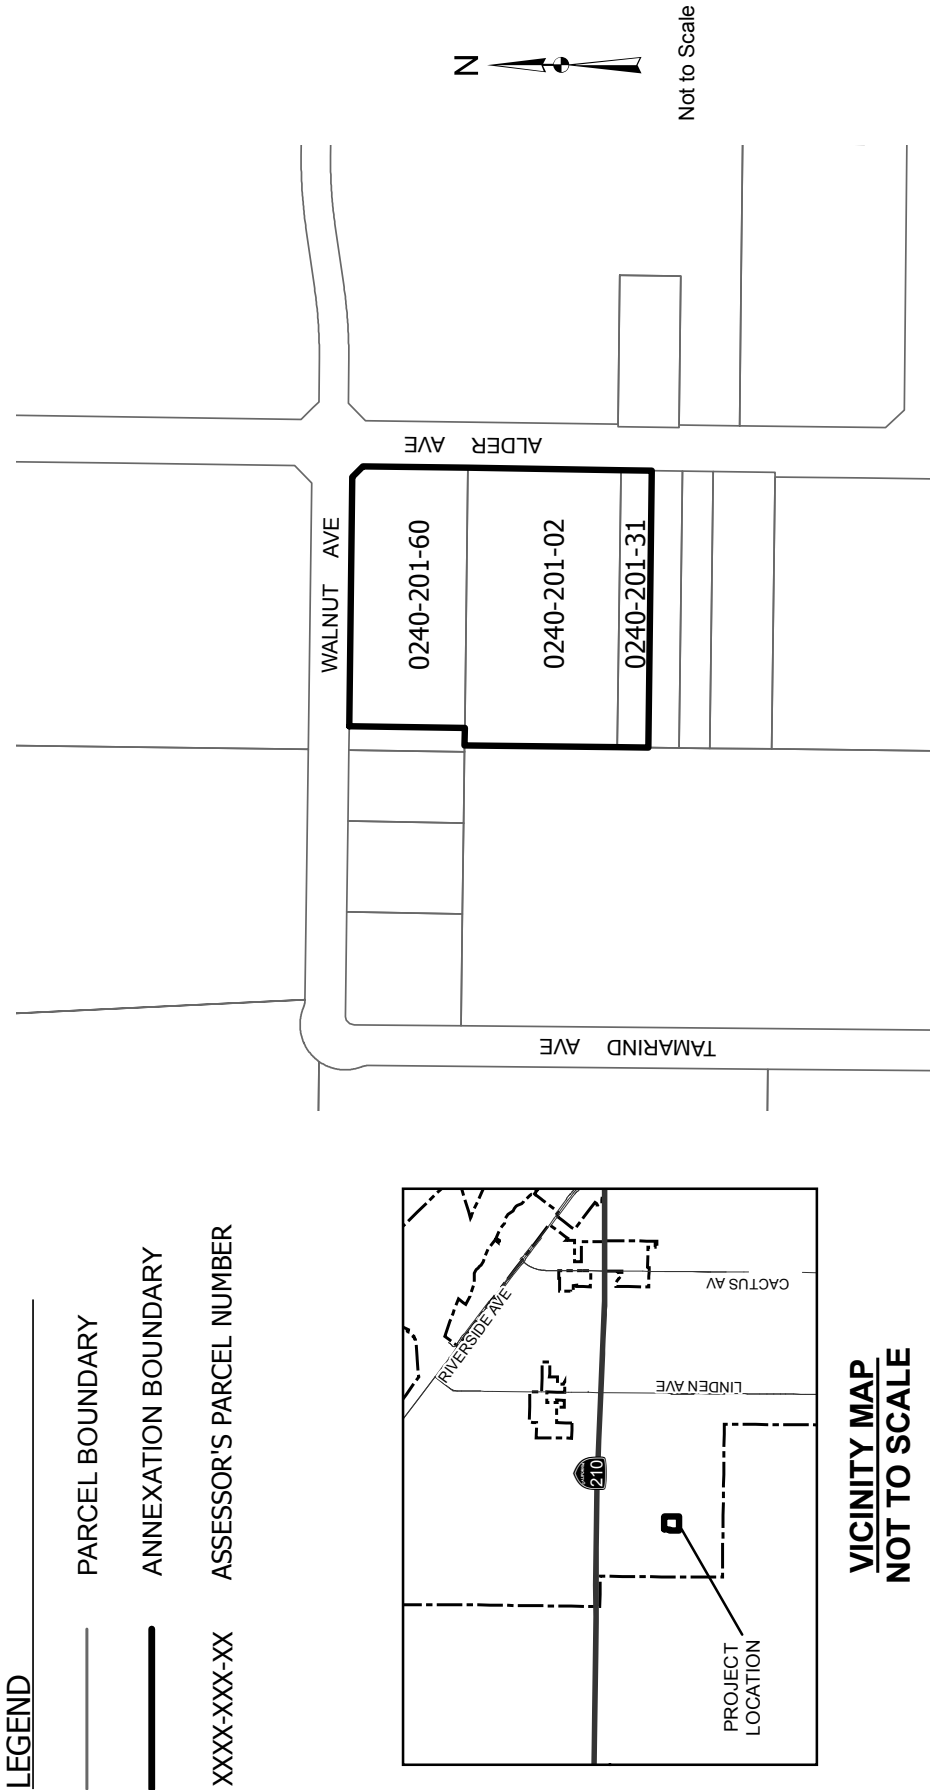 N
Not to Scale
WALNUT AVE
ALDER AVE
0240-201-60
0240-201-02
0240-201-31
TAMARIND AVE
LEGEND
PARCEL BOUNDARY
ANNEXATION BOUNDARY
XXXX-XXX-XX ASSESSOR'S PARCEL NUMBER
RIVERSIDE AVE
CACTUS AV
LINDEN AVE
CALIFORNIA
210
PROJECT
LOCATION
VICINITY MAP
NOT TO SCALE